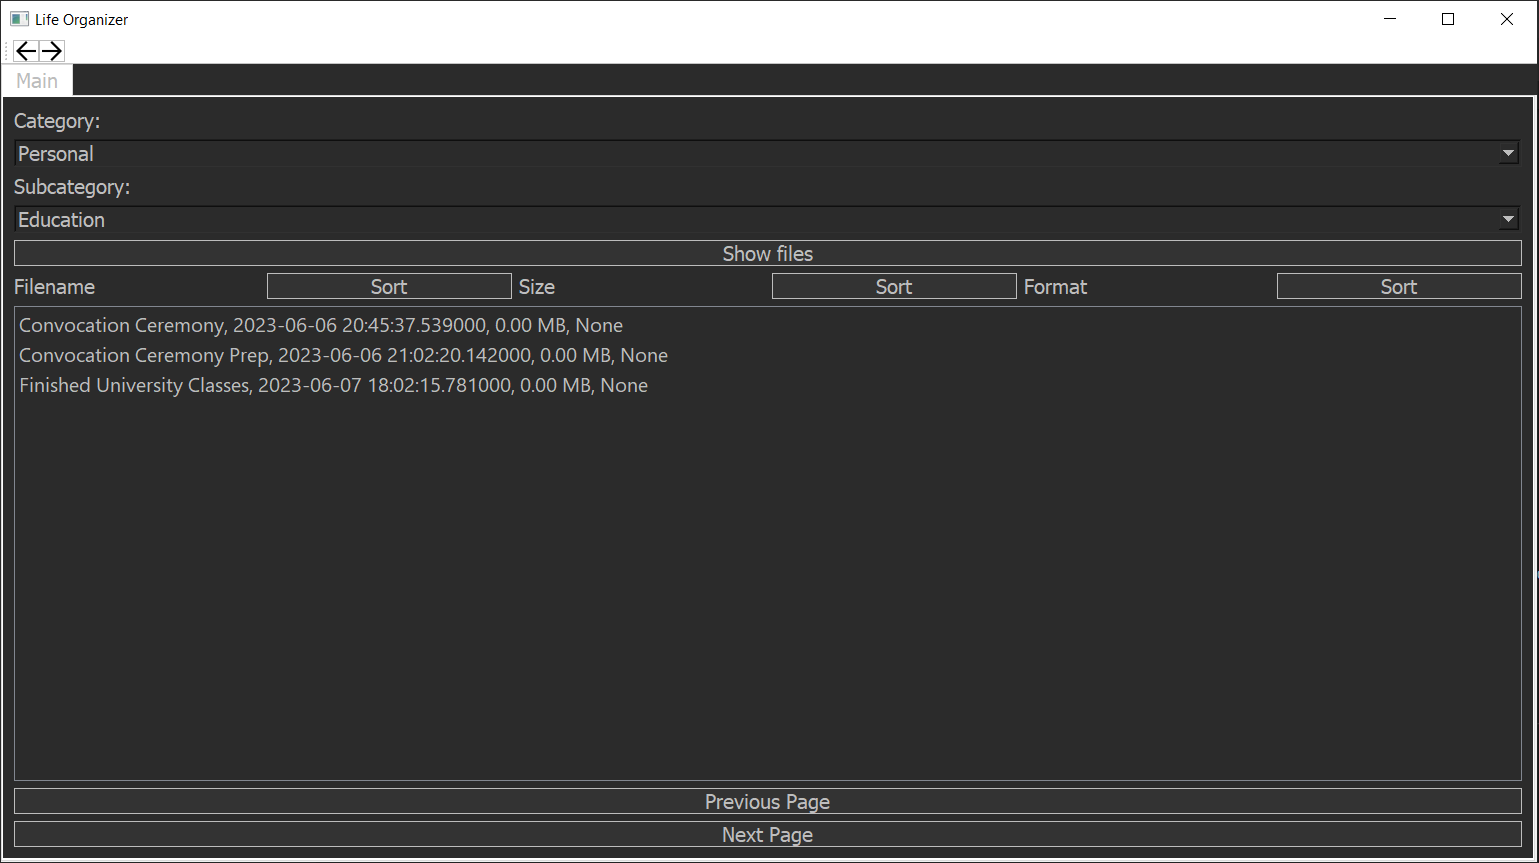 Life Organizer
Main
Category:
Personal
Subcategory:
Education
Show files
Filename Sort Size Sort Format Sort
Convocation Ceremony, 2023-06-06 20:45:37.539000, 0.00 MB, None
Convocation Ceremony Prep, 2023-06-06 21:02:20.142000, 0.00 MB, None
Finished University Classes, 2023-06-07 18:02:15.781000, 0.00 MB, None
Previous Page
Next Page